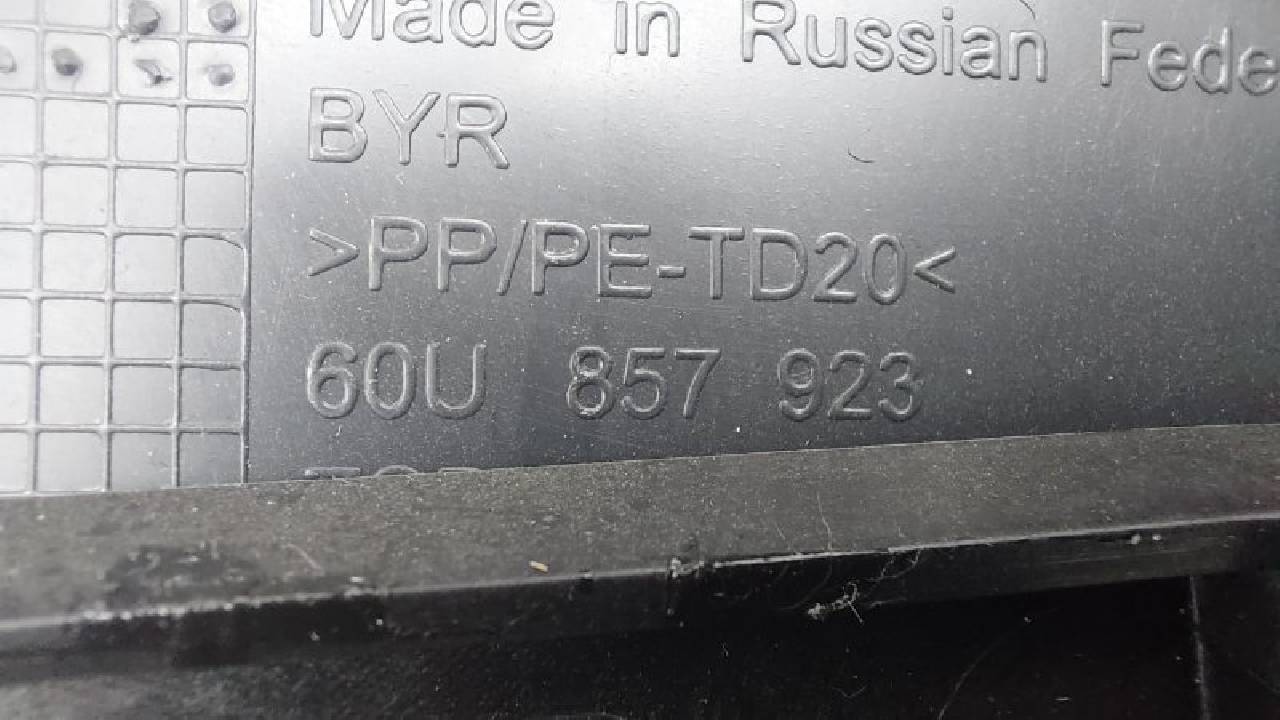 Made in Russian Fede
BYR
>PP/PE-TD20<
60U 857 923